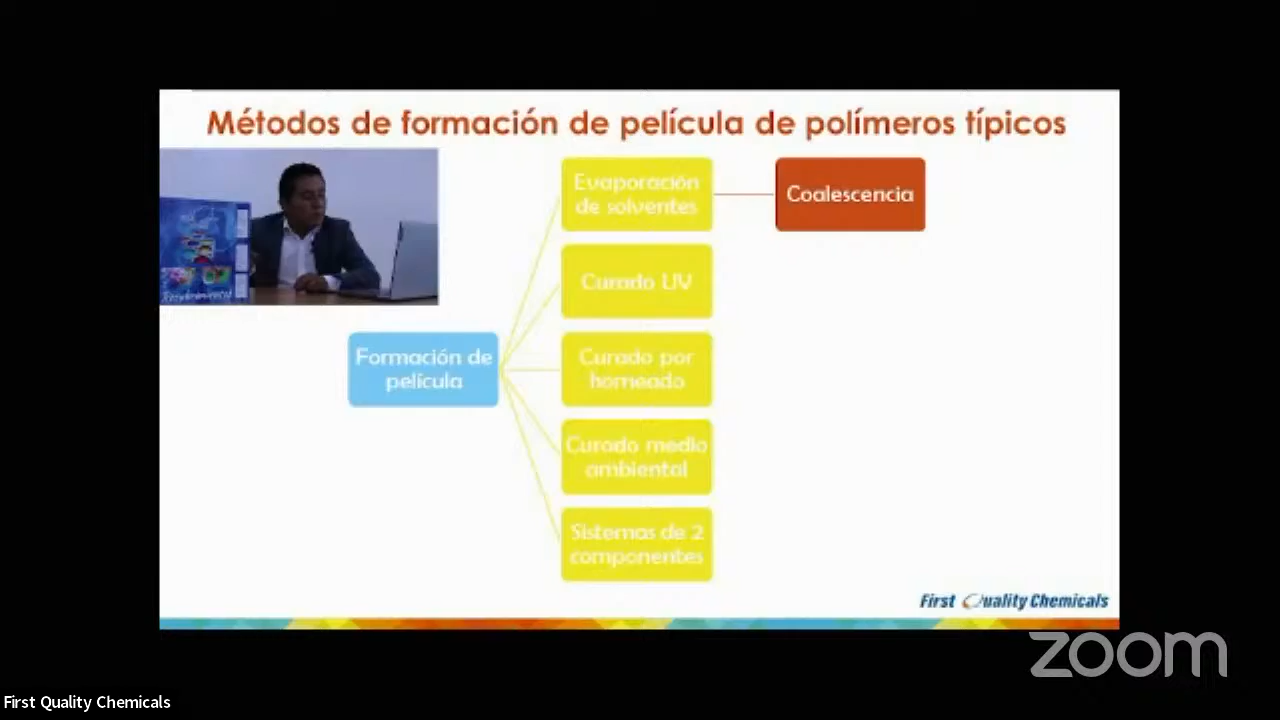 Métodos de formación de película de polímeros típicos
Evaporación
de solventes
Coalescencia
Curado UV
Formación de
película
Curado por
horneado
Curado medio
ambiental
Sistemas de 2
componentes
First Quality Chemicals
zoom
First Quality Chemicals